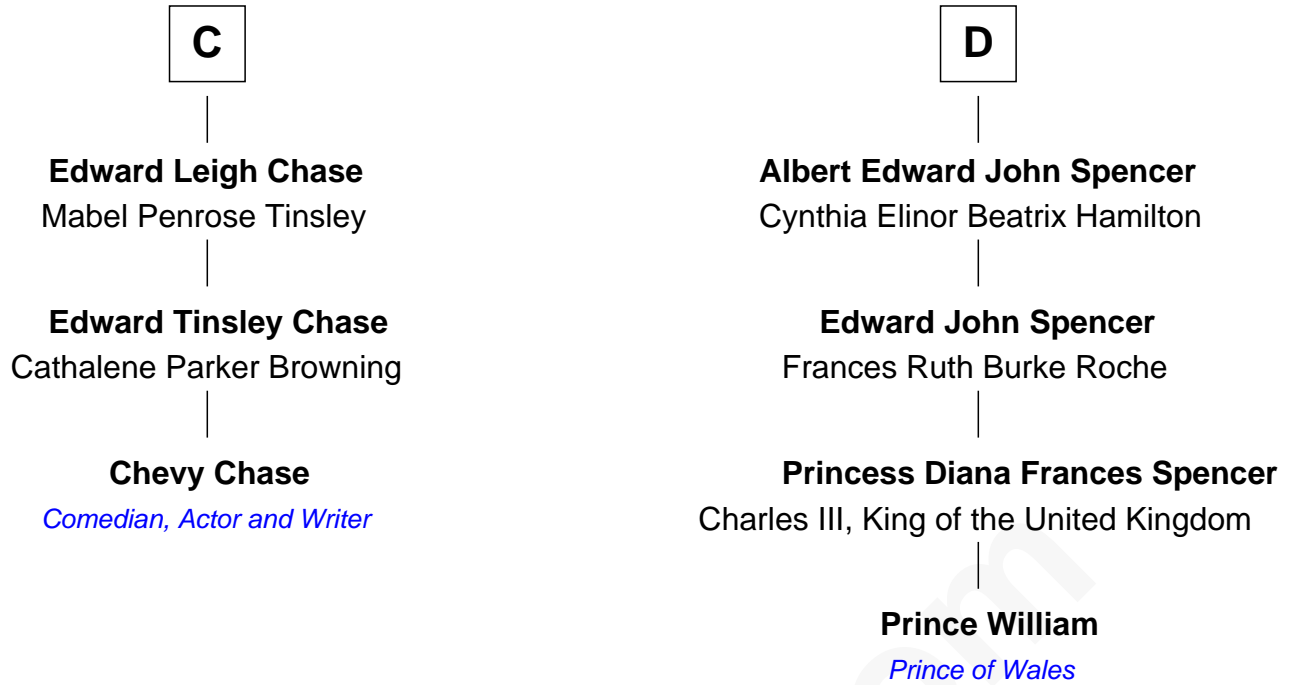 C
Edward Leigh Chase
Mabel Penrose Tinsley
Edward Tinsley Chase
Cathalene Parker Browning
Chevy Chase
Comedian, Actor and Writer
D
Albert Edward John Spencer
Cynthia Elinor Beatrix Hamilton
Edward John Spencer
Frances Ruth Burke Roche
Princess Diana Frances Spencer
Charles III, King of the United Kingdom
Prince William
Prince of Wales